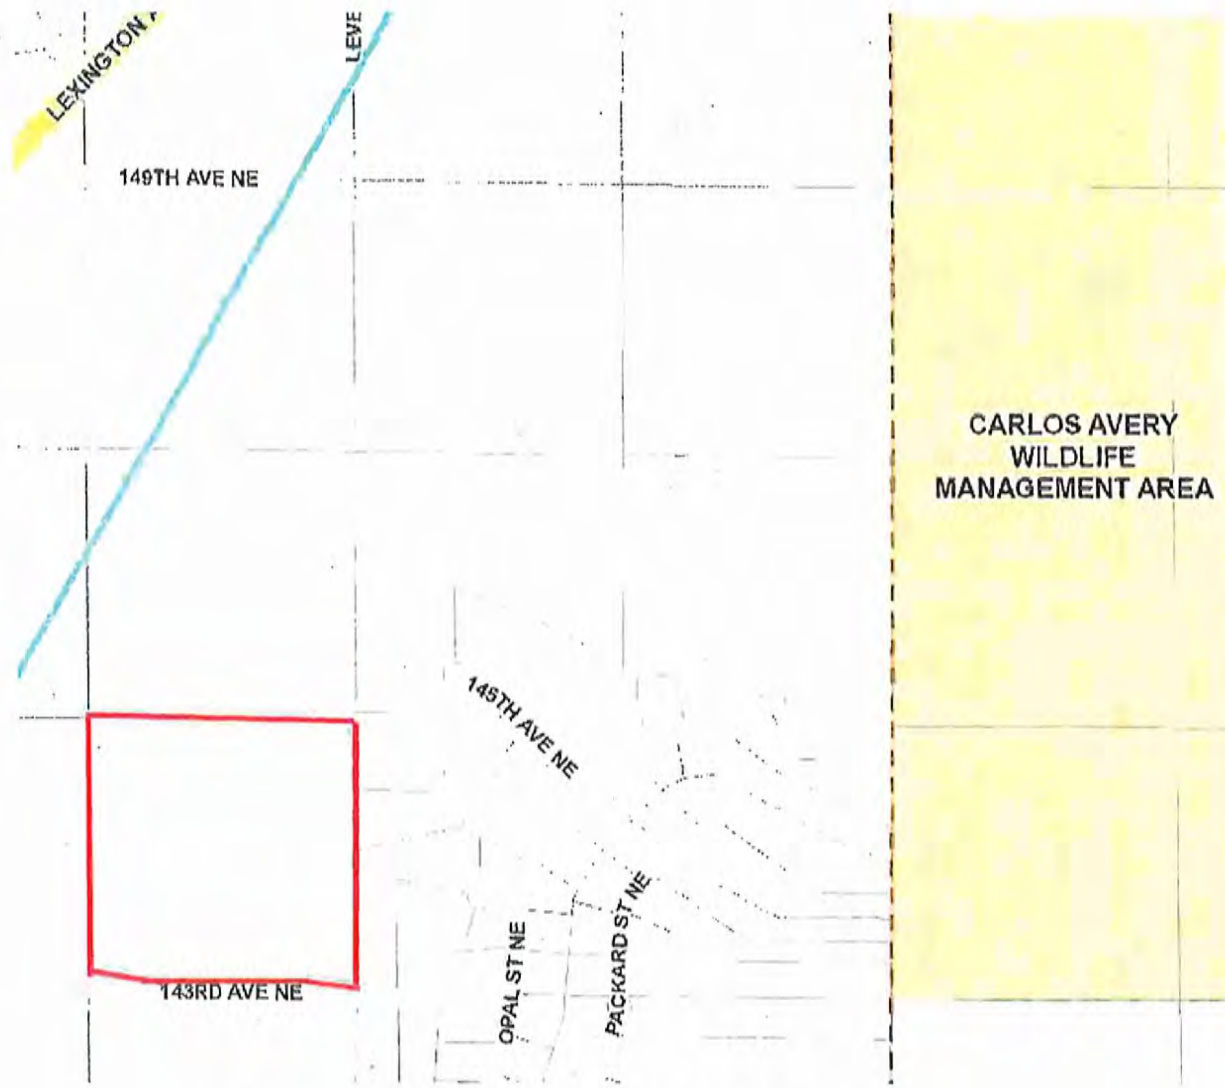 LEXINGTON
LEVE
149TH AVE NE
CARLOS AVERY
WILDLIFE
MANAGEMENT AREA
145TH AVE NE
OPAL ST NE
PACKARD ST NE
143RD AVE NE